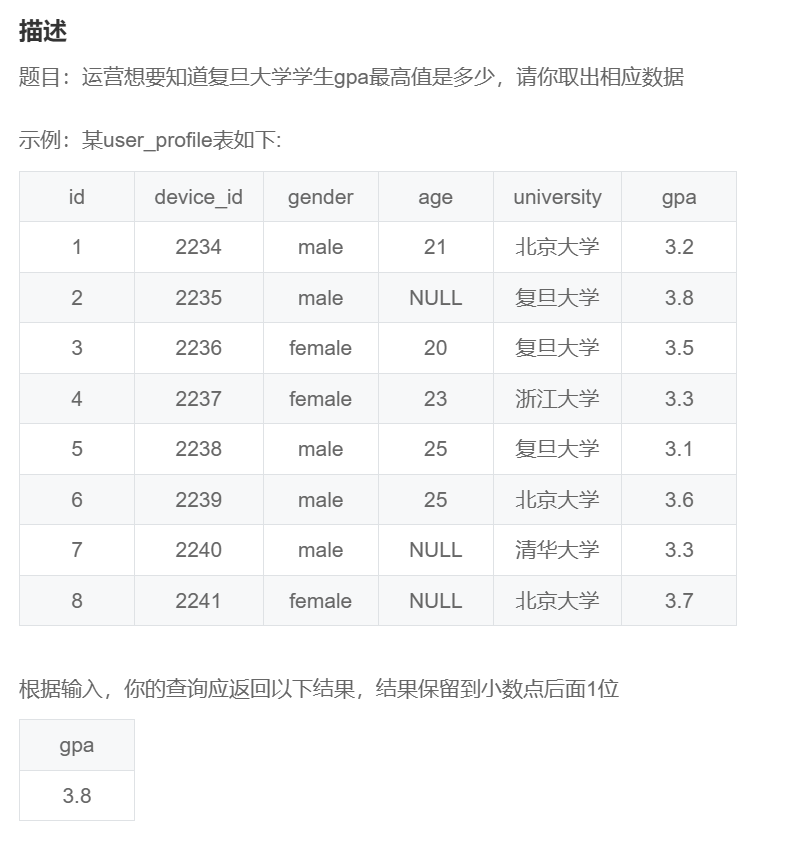 描述
题目：运营想要知道复旦大学学生gpa最高值是多少，请你取出相应数据
示例：某user_profile表如下:
id device_id gender age university gpa
1 2234 male 21 北京大学 3.2
2 2235 male NULL 复旦大学 3.8
3 2236 female 20 复旦大学 3.5
4 2237 female 23 浙江大学 3.3
5 2238 male 25 复旦大学 3.1
6 2239 male 25 北京大学 3.6
7 2240 male NULL 清华大学 3.3
8 2241 female NULL 北京大学 3.7
根据输入，你的查询应返回以下结果，结果保留到小数点后面1位
gpa
3.8